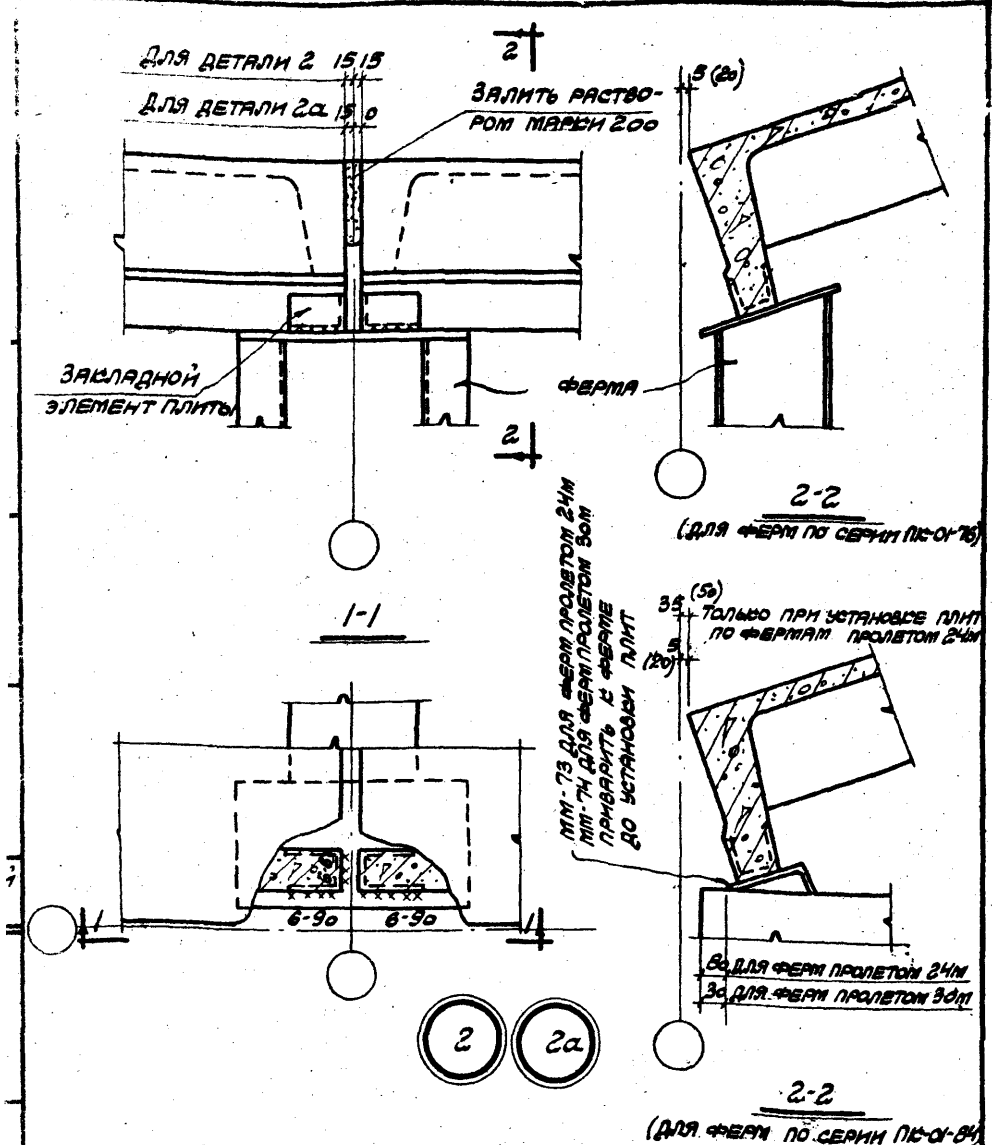 ДЛЯ ДЕТАЛИ 2 15 15
ДЛЯ ДЕТАЛИ 2а 15 0
ЗАЛИТЬ РАСТВО-
РОМ МАРКИ 200
2
5 (20)
ЗАКЛАДНОЙ
ЭЛЕМЕНТ ПЛИТЫ
ФЕРМА
2
2-2
(ДЛЯ ФЕРМ ПО СЕРИИ ПК-01-76)
1-1
ММ-73 ДЛЯ ФЕРМ ПРОЛЕТОМ 24М
ММ-74 ДЛЯ ФЕРМ ПРОЛЕТОМ 30М
ПРИВАРИТЬ К ФЕРМЕ
ДО УСТАНОВКИ ПЛИТ
35 (50)
ТОЛЬКО ПРИ УСТАНОВКЕ ПЛИТ
ПО ФЕРМАМ ПРОЛЕТОМ 24М
5
(20)
6-90 6-90
1 1
80 ДЛЯ ФЕРМ ПРОЛЕТОМ 24М
30 ДЛЯ ФЕРМ ПРОЛЕТОМ 30М
2 2а
2-2
(ДЛЯ ФЕРМ ПО СЕРИИ ПК-01-84)